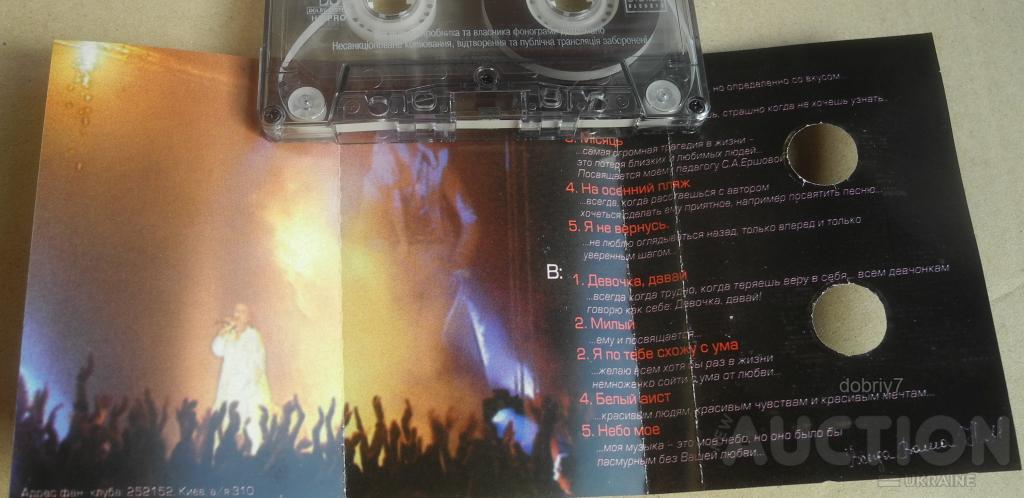 HX PRO
Несанкціоноване копіювання, відтворення та публічна трансляція заборонені
но определенно со вкусом...
страшно когда не хочешь узнать..
3. Місяць
...самая огромная трагедия в жизни –
это потеря близких и любимых людей...
Посвящается моему педагогу С.А.Ершовой
4. На осенний пляж
...всегда, когда расстаешься с автором
хочеться сделать ему приятное, например посвятить песню...
5. Я не вернусь.
...не люблю оглядываться назад, только вперед и только
уверенным шагом...
В:
1. Девочка, давай
...всегда когда трудно, когда теряешь веру в себя... всем девчонкам
говорю как себе: Девочка, давай!
2. Милый
...ему и посвящается...
2. Я по тебе схожу с ума
...желаю всем хотя бы раз в жизни
немноженко сойти с ума от любви...
4. Белый аист
...красивым людям, красивым чувствам и красивым мечтам...
5. Небо мое
...моя музыка – это мое небо, но оно было бы
пасмурным без Вашей любви...
Адрес фан. клуба: 252152, Киев, а/я 310
dobriy7
AUCTION
UKRAINE